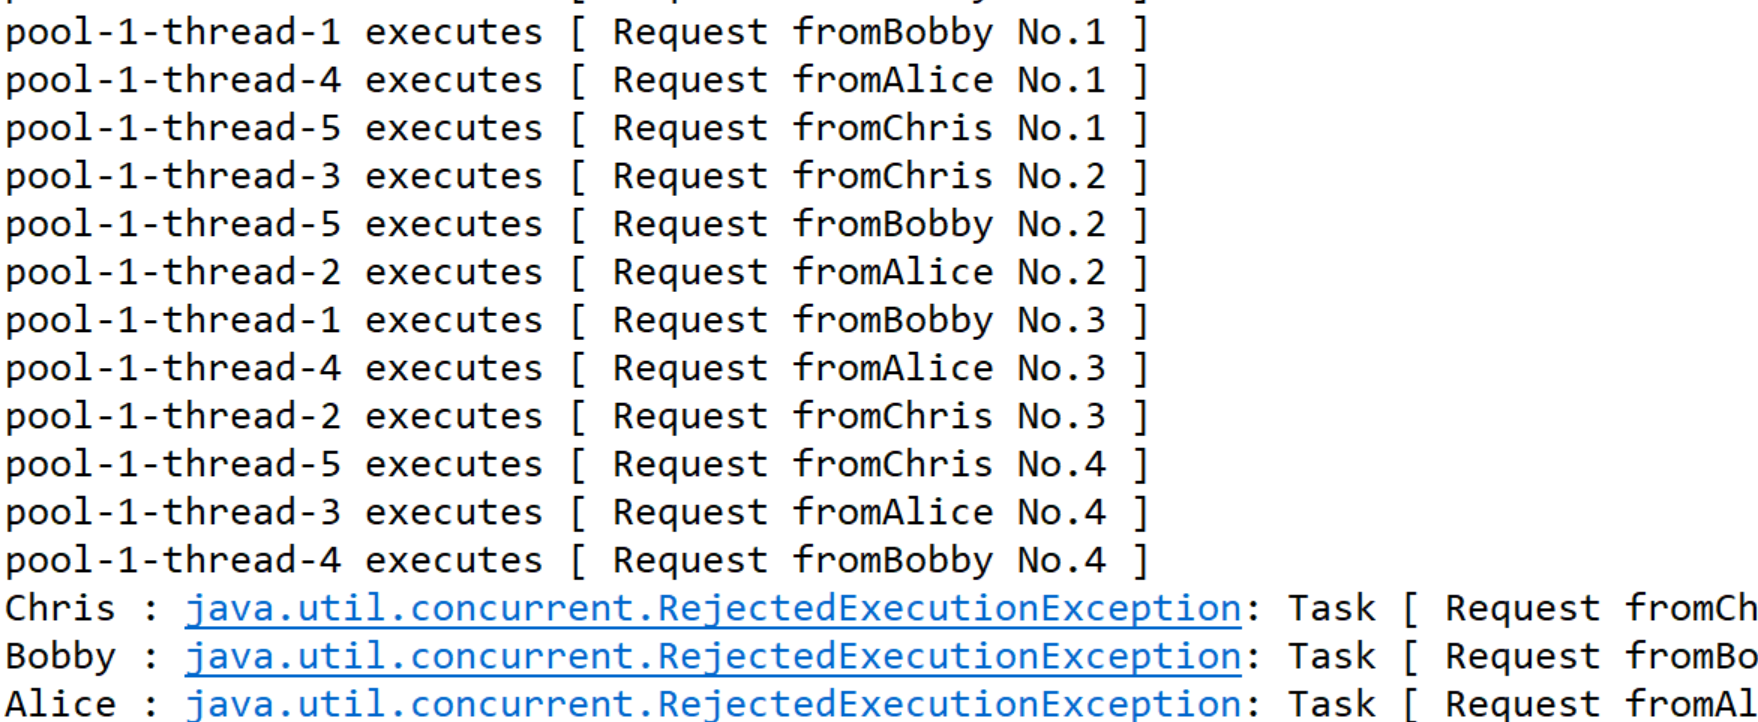 pool-1-thread-1 executes [ Request fromBobby No.1 ]
pool-1-thread-4 executes [ Request fromAlice No.1 ]
pool-1-thread-5 executes [ Request fromChris No.1 ]
pool-1-thread-3 executes [ Request fromChris No.2 ]
pool-1-thread-5 executes [ Request fromBobby No.2 ]
pool-1-thread-2 executes [ Request fromAlice No.2 ]
pool-1-thread-1 executes [ Request fromBobby No.3 ]
pool-1-thread-4 executes [ Request fromAlice No.3 ]
pool-1-thread-2 executes [ Request fromChris No.3 ]
pool-1-thread-5 executes [ Request fromChris No.4 ]
pool-1-thread-3 executes [ Request fromAlice No.4 ]
pool-1-thread-4 executes [ Request fromBobby No.4 ]
Chris : java.util.concurrent.RejectedExecutionException: Task [ Request fromCh
Bobby : java.util.concurrent.RejectedExecutionException: Task [ Request fromBo
Alice : java.util.concurrent.RejectedExecutionException: Task [ Request fromAl